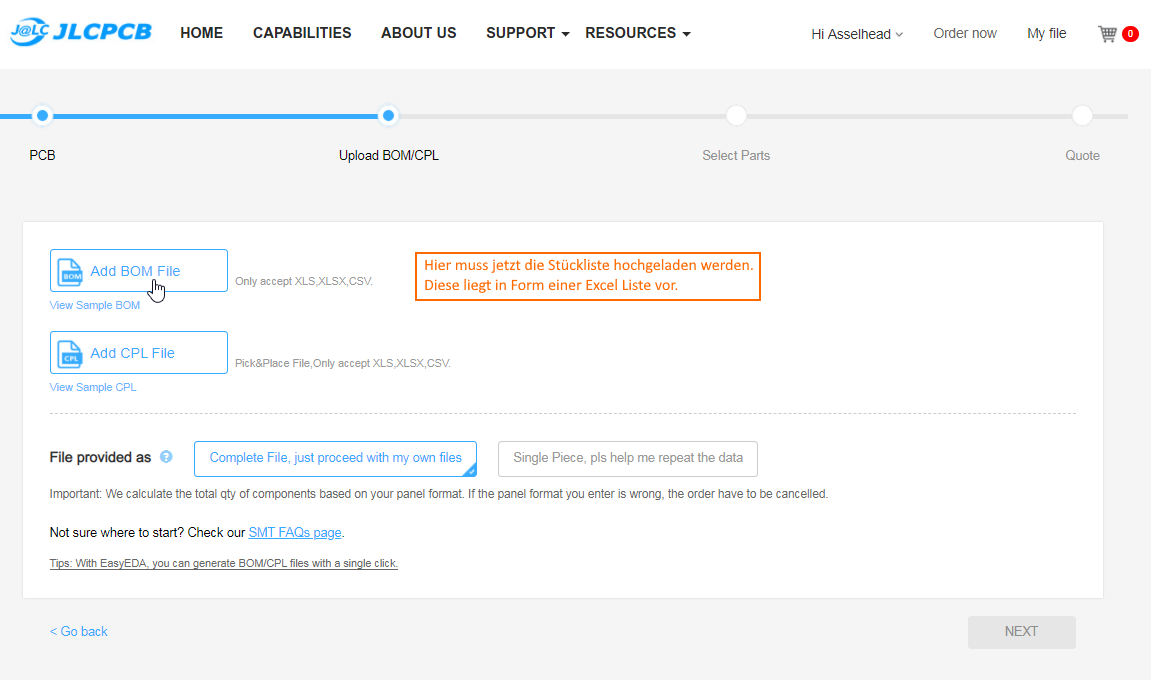 J@LC JLCPCB HOME CAPABILITIES ABOUT US SUPPORT RESOURCES Hi Asselhead Order now My file 0
PCB Upload BOM/CPL Select Parts Quote
BOM Add BOM File Only accept XLS,XLSX,CSV.
View Sample BOM
Hier muss jetzt die Stückliste hochgeladen werden.
Diese liegt in Form einer Excel Liste vor.
CPL Add CPL File Pick&Place File,Only accept XLS,XLSX,CSV.
View Sample CPL
File provided as ? Complete File, just proceed with my own files Single Piece, pls help me repeat the data
Important: We calculate the total qty of components based on your panel format. If the panel format you enter is wrong, the order have to be cancelled.
Not sure where to start? Check our SMT FAQs page.
Tips: With EasyEDA, you can generate BOM/CPL files with a single click.
< Go back NEXT